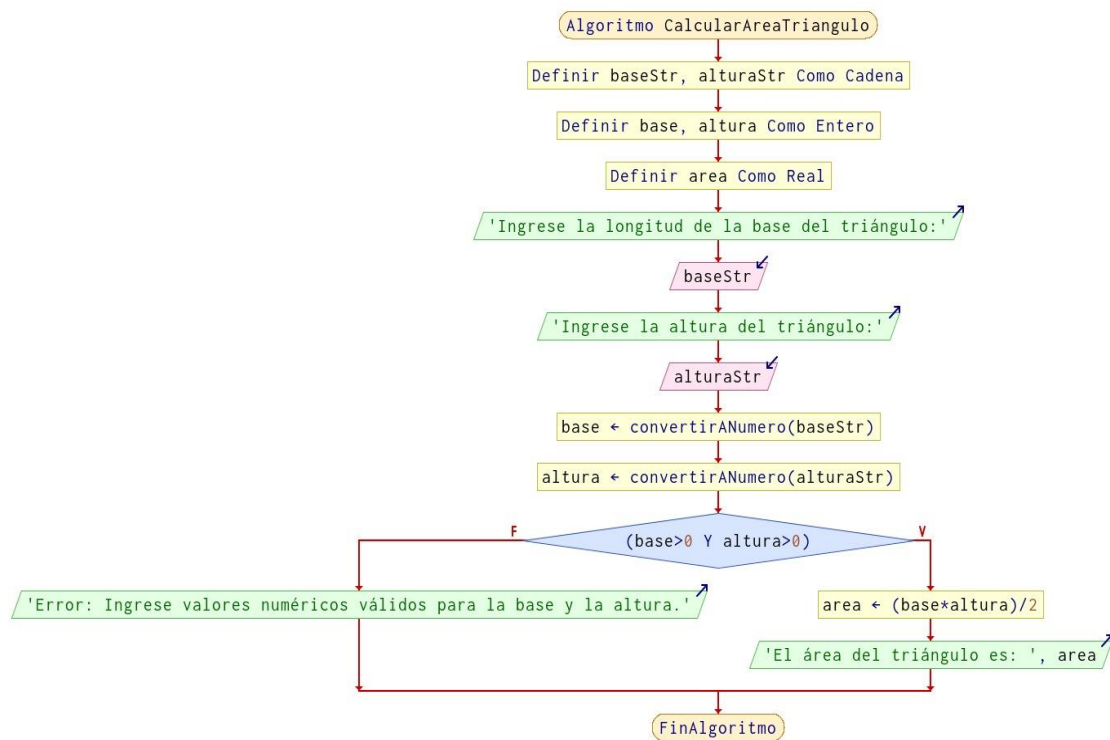 Algoritmo CalcularAreaTriangulo
Definir baseStr, alturaStr Como Cadena
Definir base, altura Como Entero
Definir area Como Real
'Ingrese la longitud de la base del triángulo:'
baseStr
'Ingrese la altura del triángulo:'
alturaStr
base ← convertirANumero(baseStr)
altura ← convertirANumero(alturaStr)
F
(base>0 Y altura>0)
V
'Error: Ingrese valores numéricos válidos para la base y la altura.'
area ← (base*altura)/2
'El área del triángulo es: ', area
FinAlgoritmo